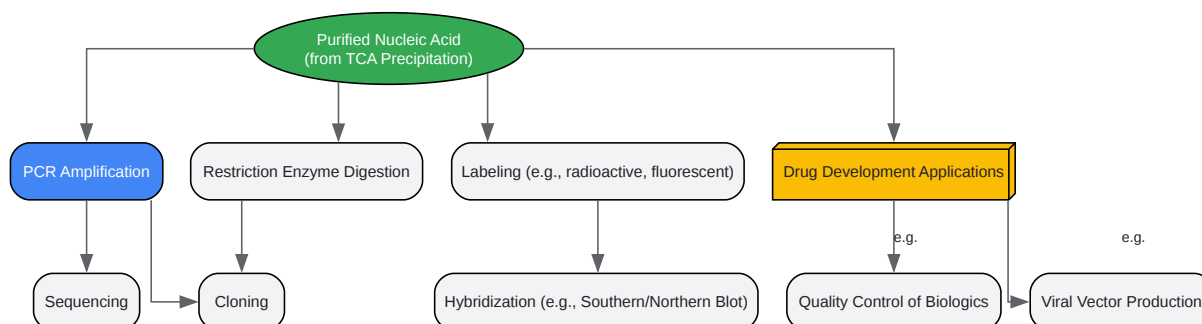 Purified Nucleic Acid
(from TCA Precipitation)
PCR Amplification
Restriction Enzyme Digestion
Labeling (e.g., radioactive, fluorescent)
Drug Development Applications
e.g.
e.g.
Sequencing
Cloning
Hybridization (e.g., Southern/Northern Blot)
Quality Control of Biologics
Viral Vector Production